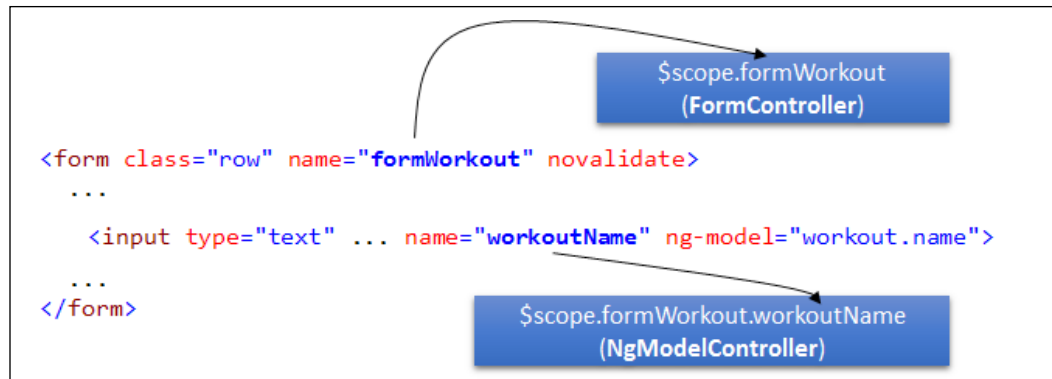 $scope.formWorkout
(FormController)
<form class="row" name="formWorkout" novalidate>
...
<input type="text" ... name="workoutName" ng-model="workout.name">
...
</form>
$scope.formWorkout.workoutName
(NgModelController)